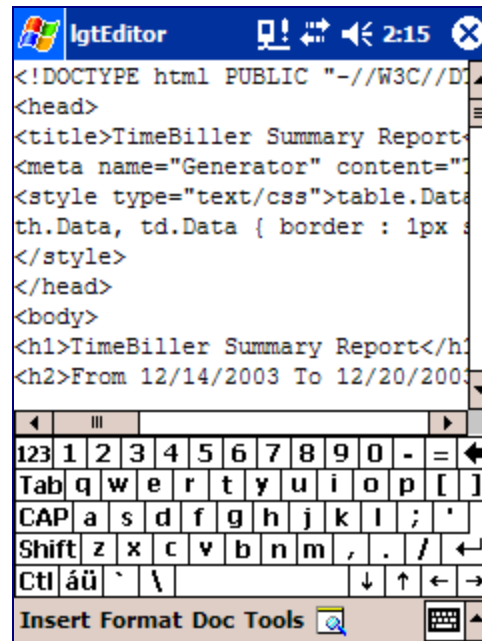 lgtEditor 2:15
<!DOCTYPE html PUBLIC "-//W3C//DT
<head>
<title>TimeBiller Summary Report<
<meta name="Generator" content="T
<style type="text/css">table.Data
th.Data, td.Data { border : 1px s
</style>
</head>
<body>
<h1>TimeBiller Summary Report</h1
<h2>From 12/14/2003 To 12/20/2003
123 1 2 3 4 5 6 7 8 9 0 - =
Tab q w e r t y u i o p [ ]
CAP a s d f g h j k l ; '
Shift z x c v b n m , . /
Ctl áü ` \ ↓ ↑ ← →
Insert Format Doc Tools